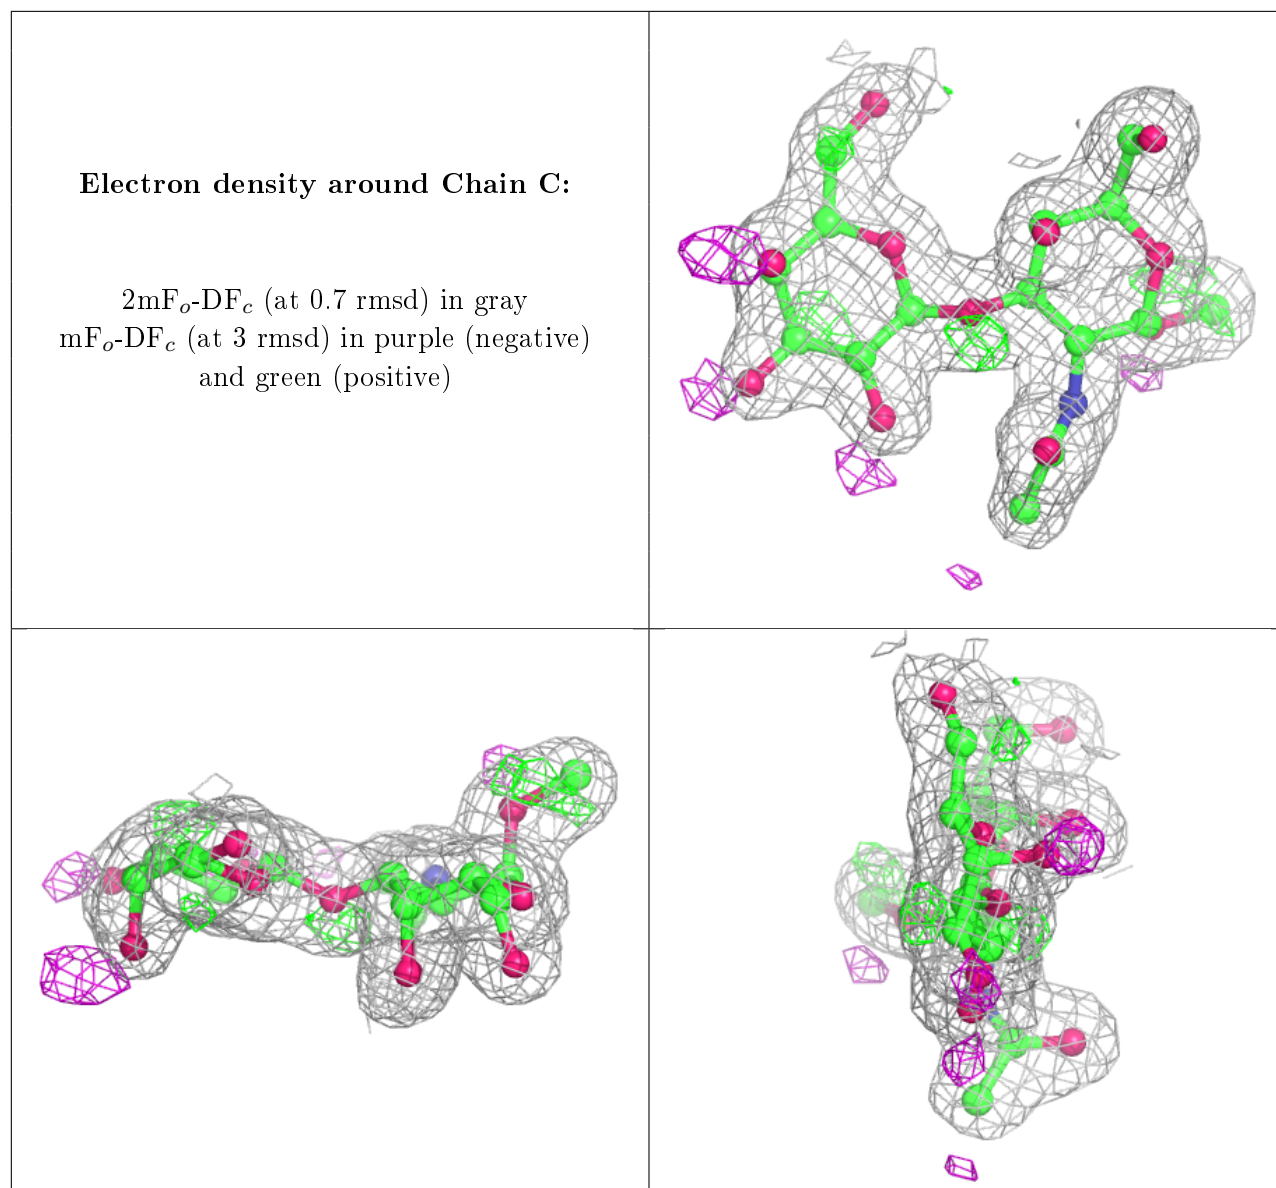 Electron density around Chain C:
2mFₒ-DF𝒸 (at 0.7 rmsd) in gray
mFₒ-DF𝒸 (at 3 rmsd) in purple (negative)
and green (positive)